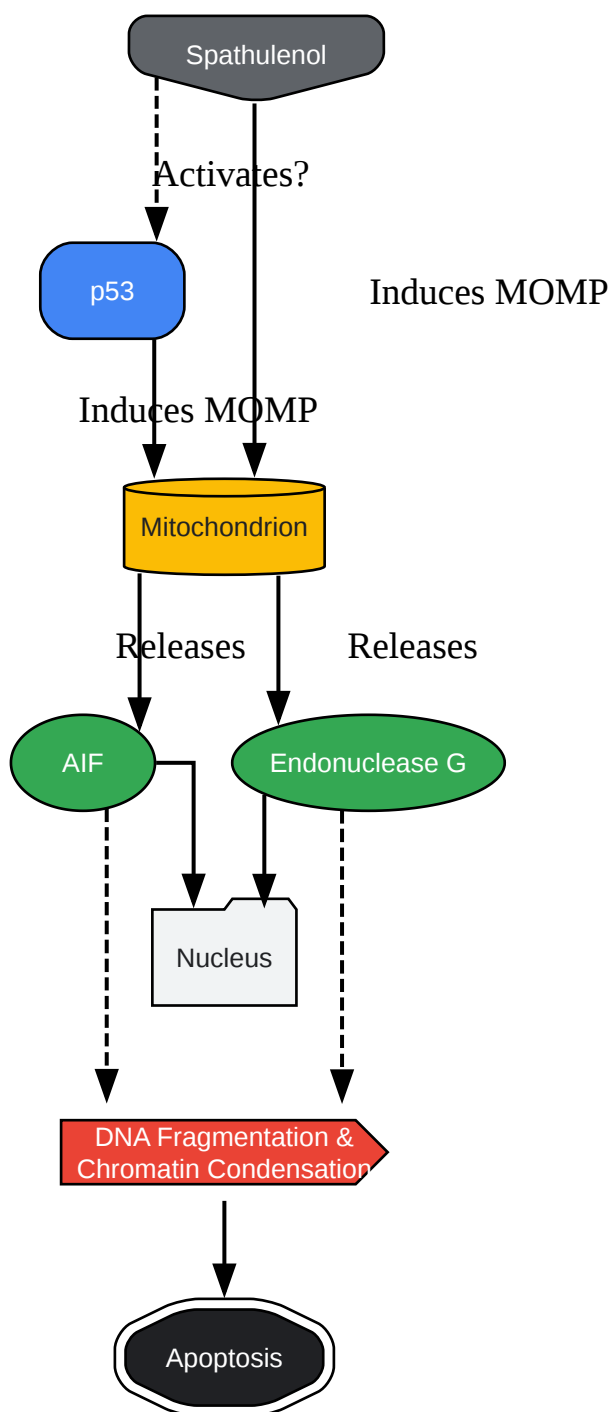 Spathulenol
Activates?
p53
Induces MOMP
Induces MOMP
Mitochondrion
Releases
Releases
AIF
Endonuclease G
Nucleus
DNA Fragmentation &
Chromatin Condensation
Apoptosis